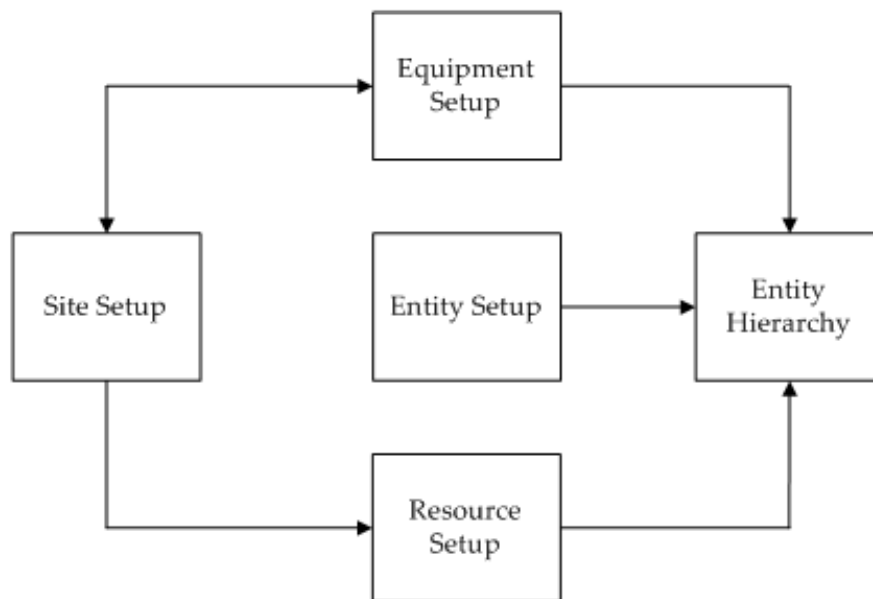 Equipment
Setup
Site Setup
Entity Setup
Entity
Hierarchy
Resource
Setup